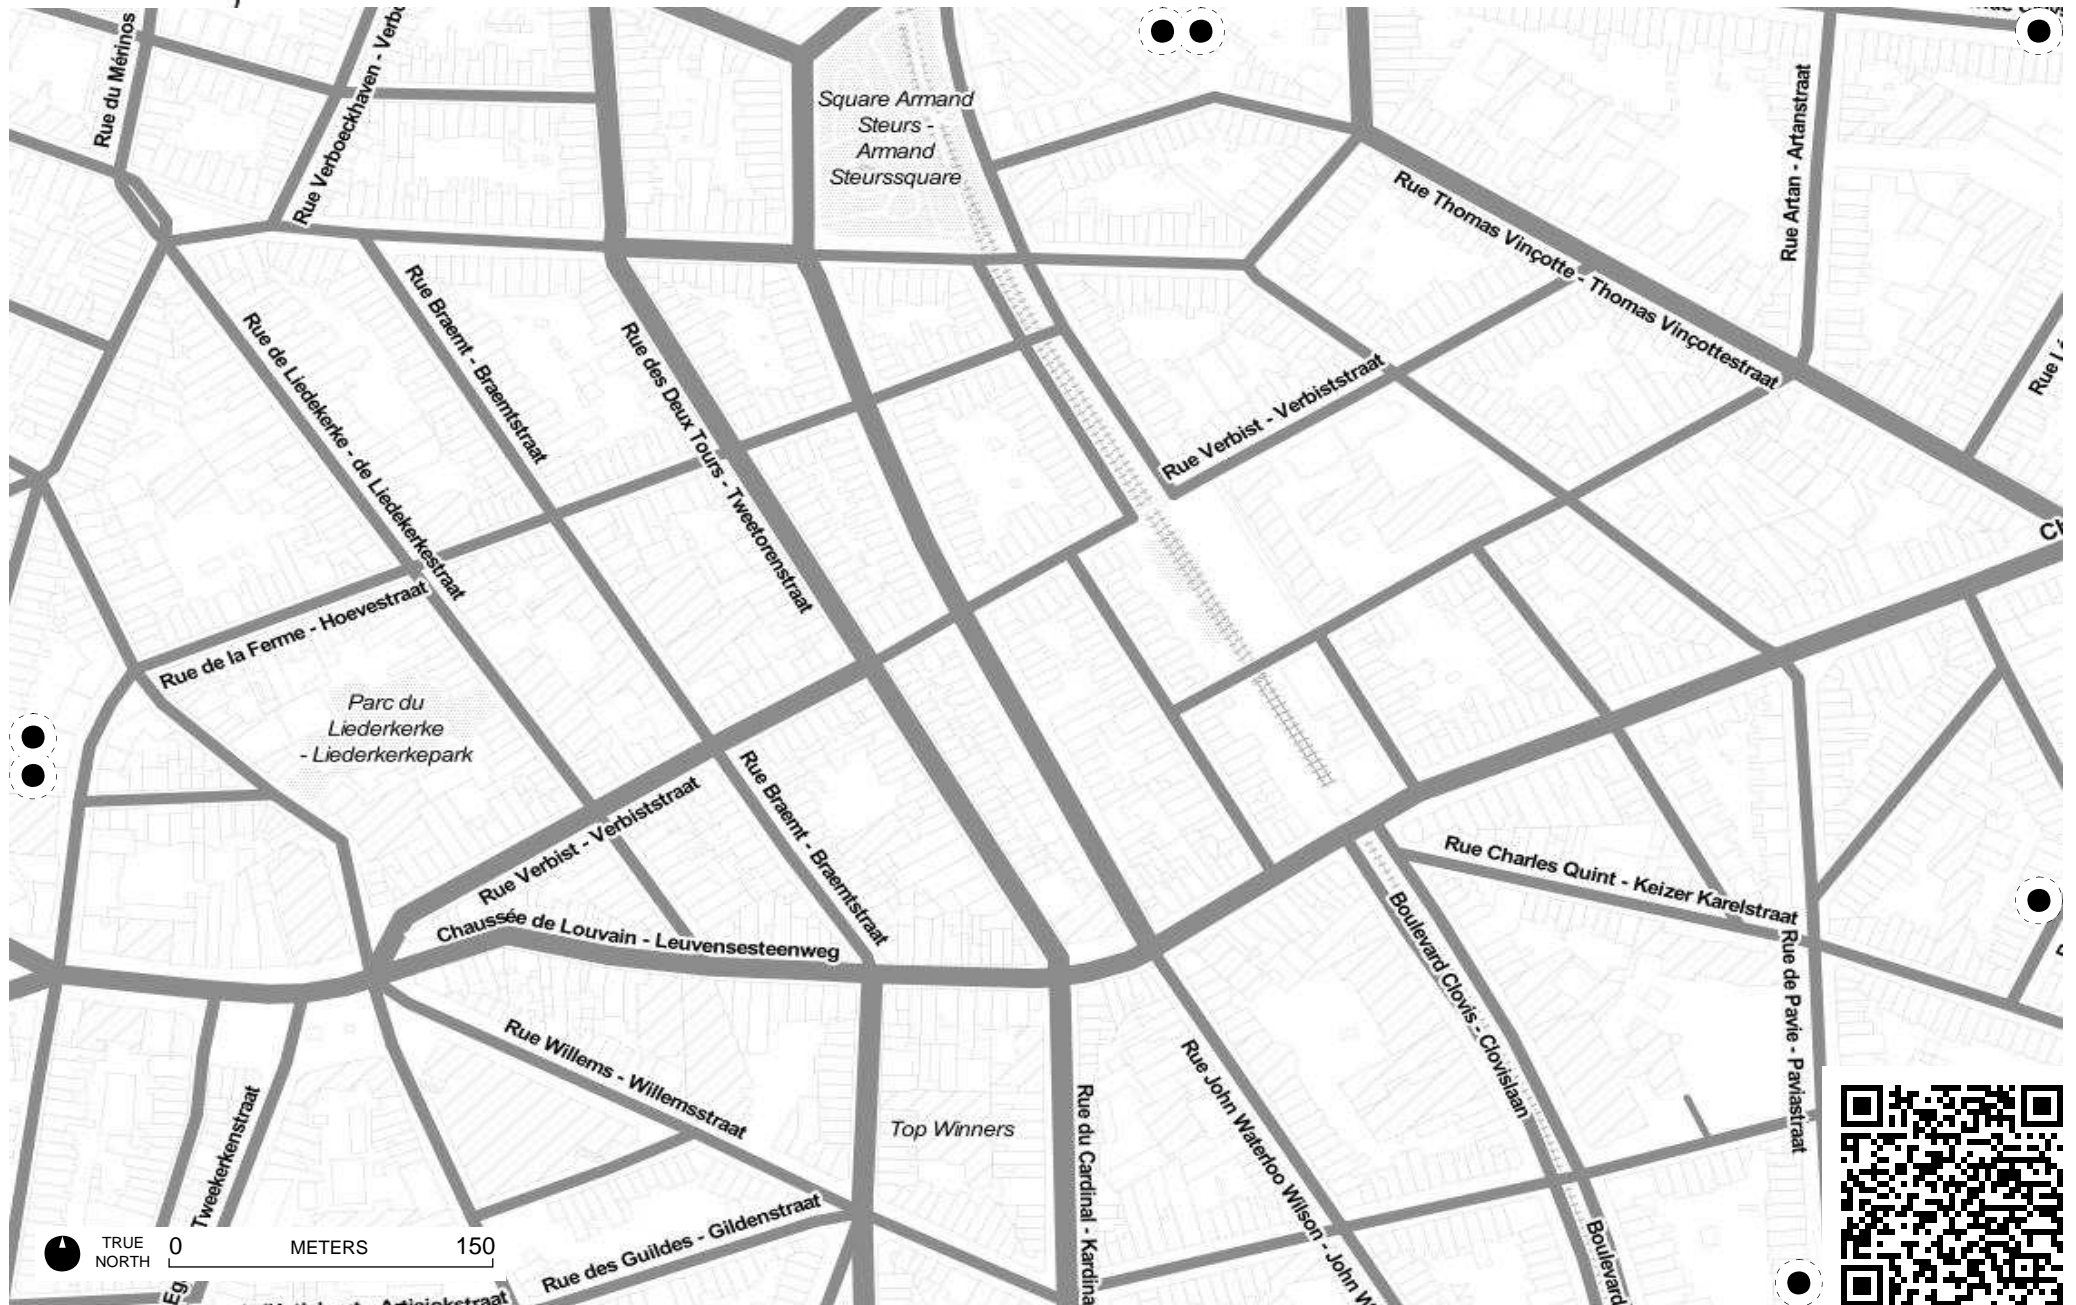 Rue du Mérinos
Rue Verboeckhaven - Verbo
Square Armand
Steurs -
Armand
Steurssquare
Rue Artan - Artanstraat
Rue Thomas Vinçotte - Thomas Vinçottestraat
Rue de Liedekerke - de Liedekerkestraat
Rue Braemt - Braemtstraat
Rue des Deux Tours - Tweetorenstraat
Rue Verbist - Verbiststraat
Rue
Ch
Rue de la Ferme - Hoevestraat
Parc du
Liederkerke
- Liederkerkepark
Rue Verbist - Verbiststraat
Rue Braemt - Braemtstraat
Chaussée de Louvain - Leuvensesteenweg
Rue Charles Quint - Keizer Karelstraat
Boulevard Clovis - Clovislaan
Rue de Pavie - Paviastraat
Rue Willems - Willemsstraat
Rue John Waterloo Wilson - John W
Top Winners
Rue du Cardinal - Kardina
Tweekerkenstraat
Rue des Guildes - Gildenstraat
Boulevard
TRUE
NORTH
0 METERS 150
Eg
Artisjokstraat